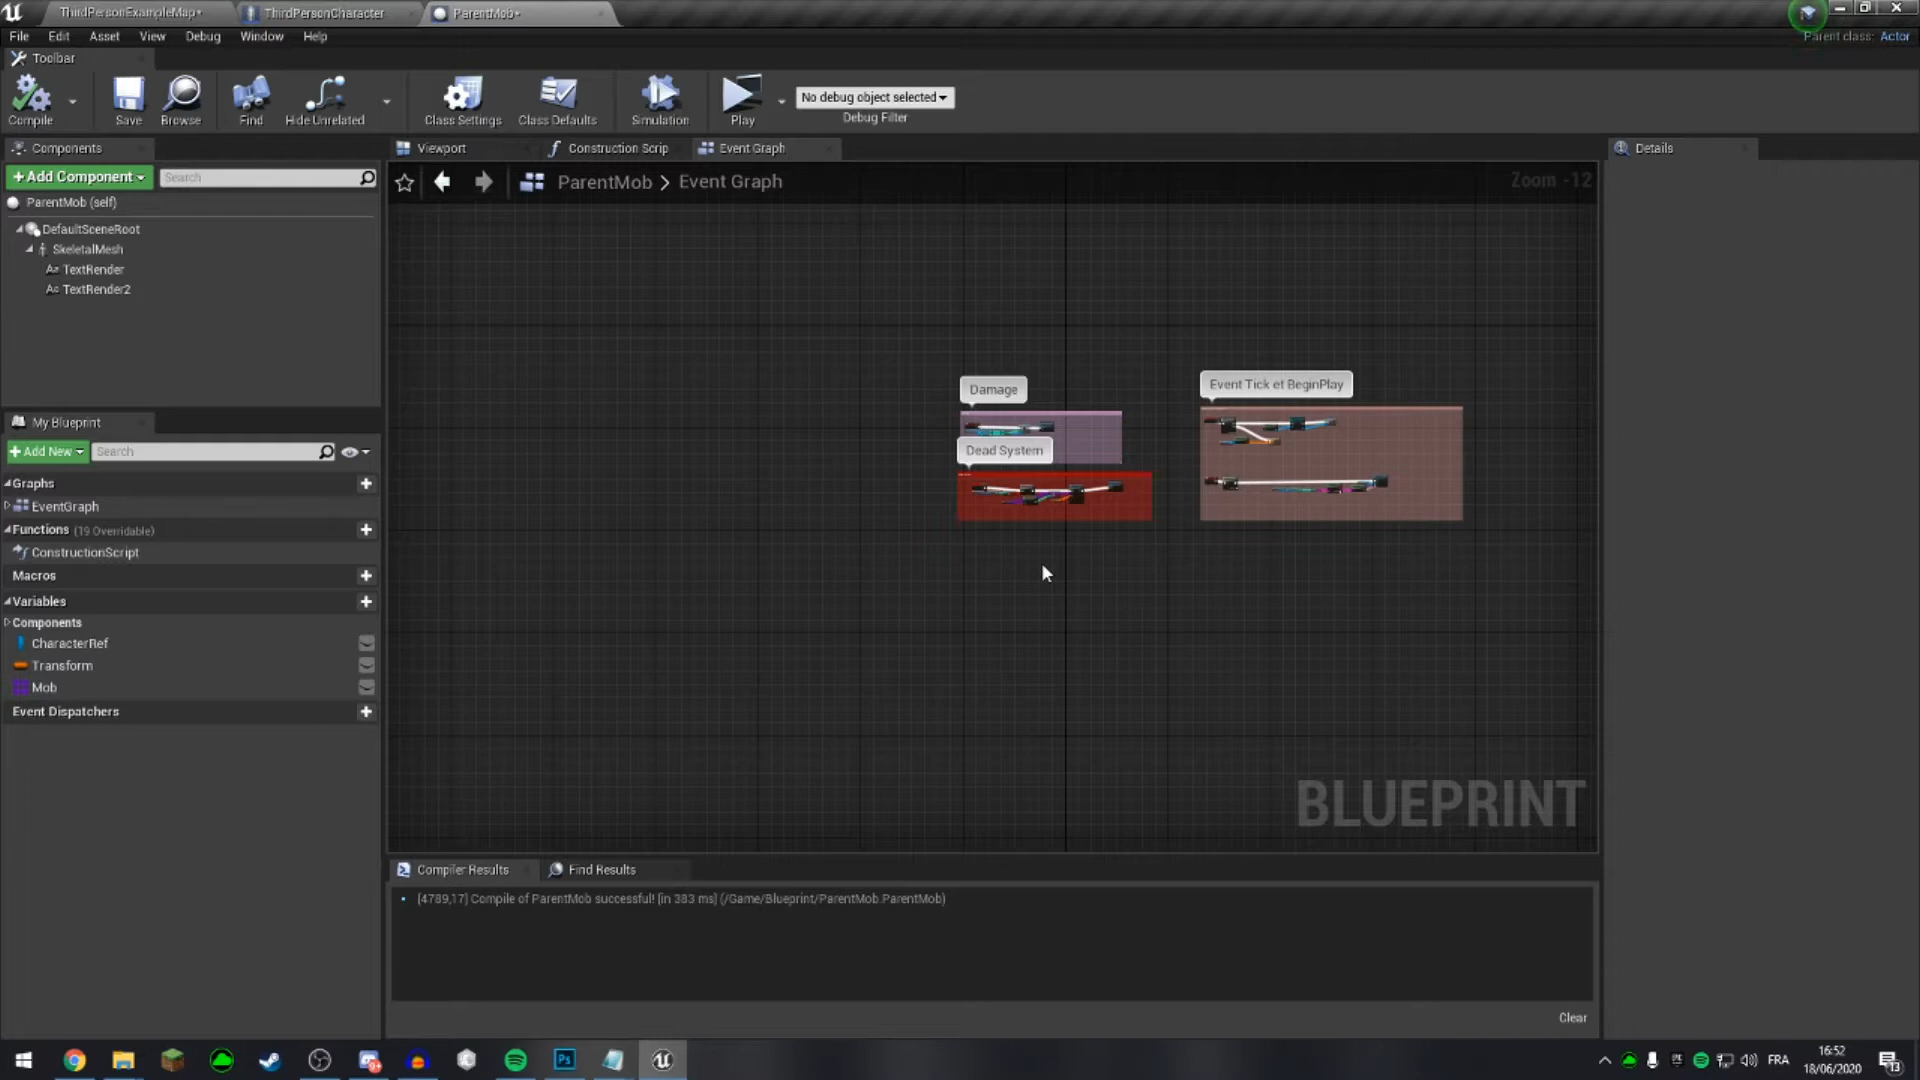 ThirdPersonExampleMap*
ThirdPersonCharacter
ParentMob*
File Edit Asset View Debug Window Help
Parent class: Actor
Toolbar
Compile
Save
Browse
Find
Hide Unrelated
Class Settings
Class Defaults
Simulation
Play
No debug object selected
Debug Filter
Components
+Add Component
Search
ParentMob (self)
DefaultSceneRoot
SkeletalMesh
TextRender
TextRender2
Viewport
Construction Scrip
Event Graph
ParentMob > Event Graph
Zoom -12
Details
Damage
Dead System
Event Tick et BeginPlay
BLUEPRINT
My Blueprint
+Add New
Search
Graphs
EventGraph
Functions (19 Overridable)
ConstructionScript
Macros
Variables
Components
CharacterRef
Transform
Mob
Event Dispatchers
Compiler Results
Find Results
[4789,17] Compile of ParentMob successful! [in 383 ms] (/Game/Blueprint/ParentMob.ParentMob)
Clear
Ps
FRA
16:52
18/06/2020
13